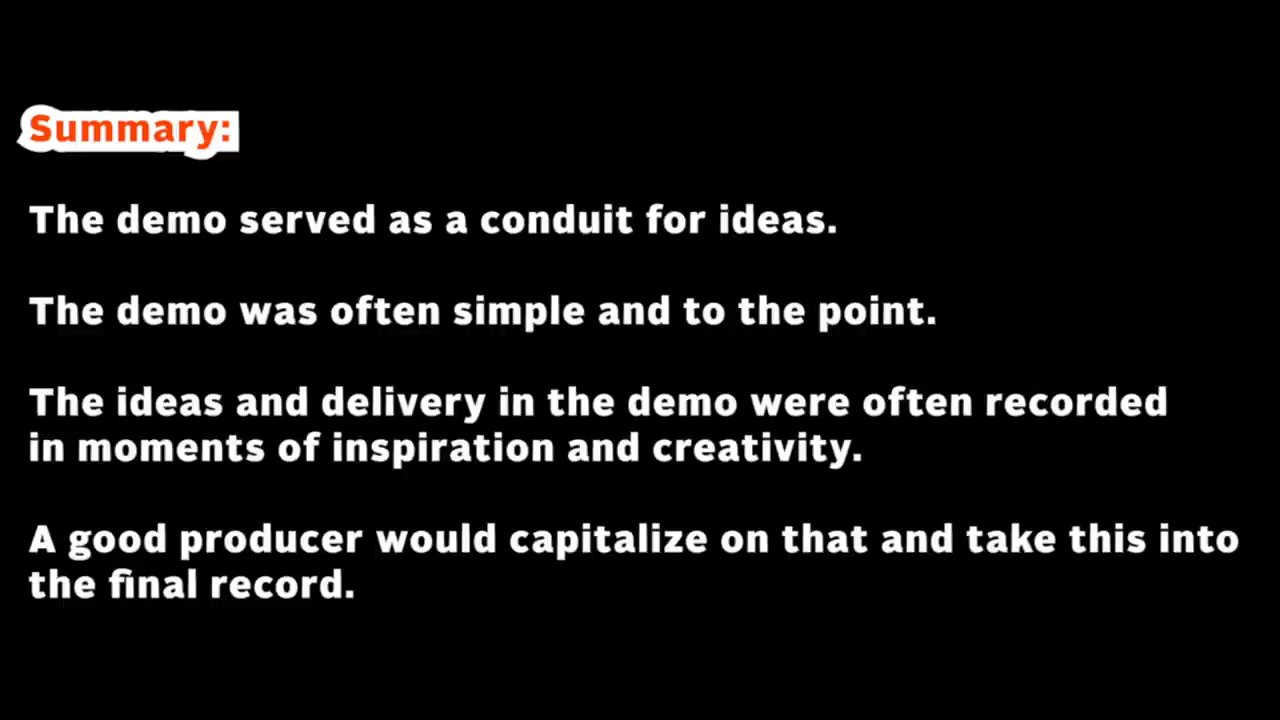 Summary:
The demo served as a conduit for ideas.
The demo was often simple and to the point.
The ideas and delivery in the demo were often recorded
in moments of inspiration and creativity.
A good producer would capitalize on that and take this into
the final record.